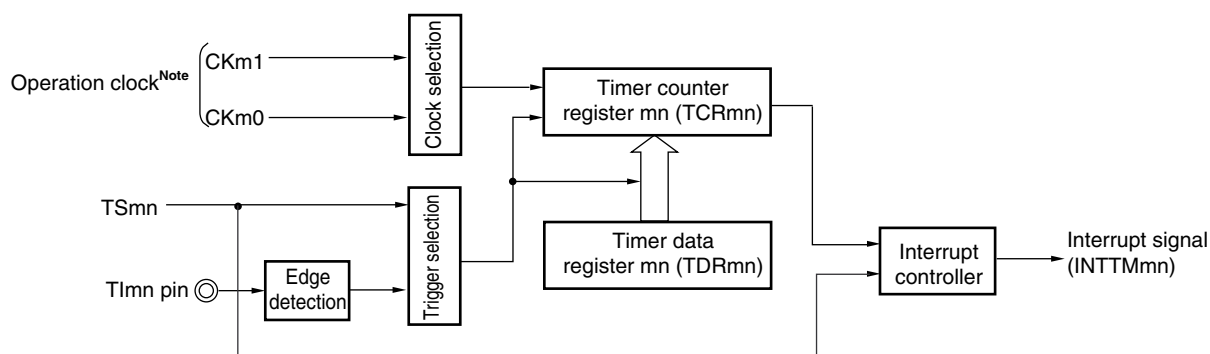 Operation clock Note
CKm1
CKm0
Clock selection
Timer counter
register mn (TCRmn)
TSmn
TImn pin
Edge
detection
Trigger selection
Timer data
register mn (TDRmn)
Interrupt
controller
Interrupt signal
(INTTMmn)